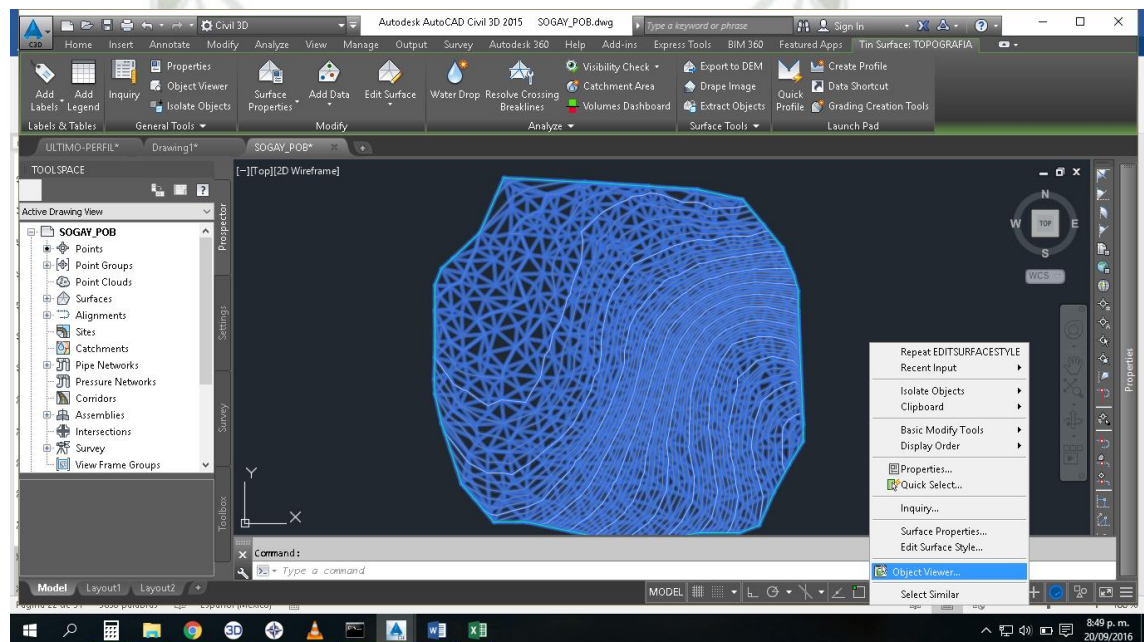 Civil 3D
Autodesk AutoCAD Civil 3D 2015 SOGAY_POB.dwg
Type a keyword or phrase
Sign In
C3D
Home Insert Annotate Modify Analyze View Manage Output Survey Autodesk 360 Help Add-ins Express Tools BIM 360 Featured Apps Tin Surface: TOPOGRAFIA
Add Labels
Add Legend
Inquiry
Properties
Object Viewer
Isolate Objects
Surface Properties
Add Data
Edit Surface
Water Drop
Resolve Crossing Breaklines
Visibility Check
Catchment Area
Volumes Dashboard
Export to DEM
Drape Image
Extract Objects
Quick Profile
Create Profile
Data Shortcut
Grading Creation Tools
Labels & Tables
General Tools
Modify
Analyze
Surface Tools
Launch Pad
ULTIMO-PERFIL*
Drawing1*
SOGAY_POB*
TOOLSPACE
Active Drawing View
SOGAY_POB
Points
Point Groups
Point Clouds
Surfaces
Alignments
Sites
Catchments
Pipe Networks
Pressure Networks
Corridors
Assemblies
Intersections
Survey
View Frame Groups
Prospector
Settings
Survey
Toolbox
[−][Top][2D Wireframe]
N
W TOP E
S
WCS
Properties
Y
X
Repeat EDITSURFACESTYLE
Recent Input
Isolate Objects
Clipboard
Basic Modify Tools
Display Order
Properties...
Quick Select...
Inquiry...
Surface Properties...
Edit Surface Style...
Object Viewer...
Select Similar
Command:
Type a command
Model Layout1 Layout2
MODEL
8:49 p. m.
20/09/2016